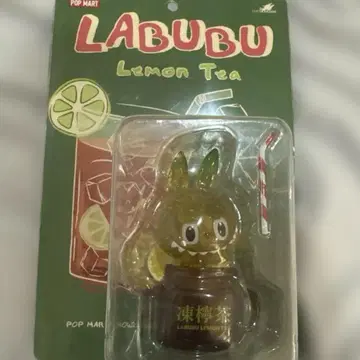 POP MART
LABUBU
Lemon Tea
凍檸茶
LABUBU LEMON TEA
POP MART